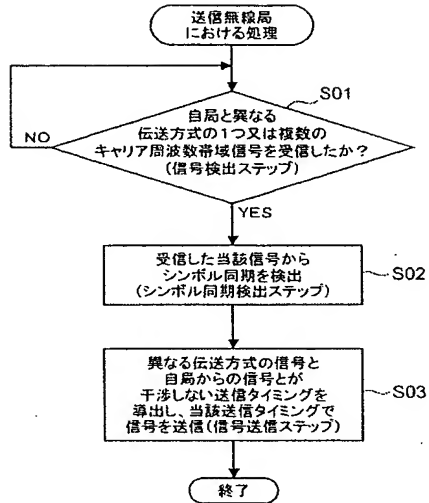 送信無線局
における処理
S01
自局と異なる
伝送方式の1つ又は複数の
キャリア周波数帯域信号を受信したか？
(信号検出ステップ)
NO
YES
受信した当該信号から
シンボル同期を検出
(シンボル同期検出ステップ)
S02
異なる伝送方式の信号と
自局からの信号とが
干渉しない送信タイミングを
導出し、当該送信タイミングで
信号を送信(信号送信ステップ)
S03
終了